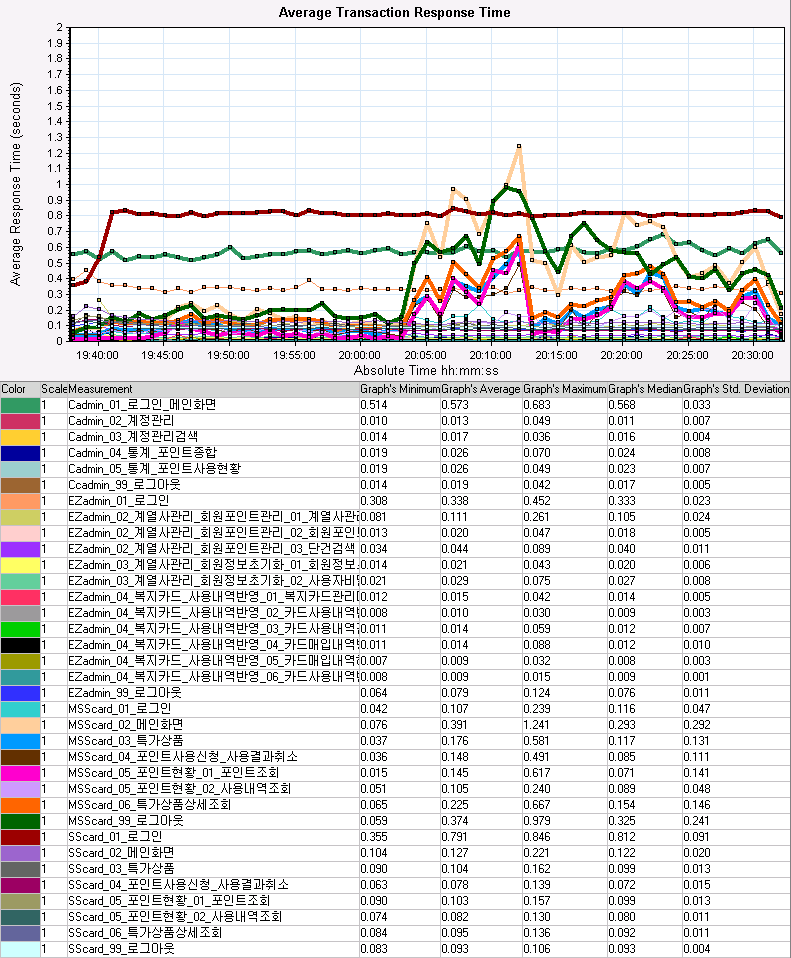 Average Transaction Response Time
2
1.9
1.8
1.7
1.6
1.5
1.4
1.3
1.2
1.1
1
0.9
0.8
0.7
0.6
0.5
0.4
0.3
0.2
0.1
0
Average Response Time (seconds)
19:40:00 19:45:00 19:50:00 19:55:00 20:00:00 20:05:00 20:10:00 20:15:00 20:20:00 20:25:00 20:30:00
Absolute Time hh:mm:ss
Color Scale Measurement Graph's Minimum Graph's Average Graph's Maximum Graph's Median Graph's Std. Deviation
1 Cadmin_01_로그인_메인화면 0.514 0.573 0.683 0.568 0.033
1 Cadmin_02_계정관리 0.010 0.013 0.049 0.011 0.007
1 Cadmin_03_계정관리검색 0.014 0.017 0.036 0.016 0.004
1 Cadmin_04_통계_포인트종합 0.019 0.026 0.070 0.024 0.008
1 Cadmin_05_통계_포인트사용현황 0.019 0.026 0.049 0.023 0.007
1 Ccadmin_99_로그아웃 0.014 0.019 0.042 0.017 0.005
1 EZadmin_01_로그인 0.308 0.338 0.452 0.333 0.023
1 EZadmin_02_계열사관리_회원포인트관리_01_계열사관 0.081 0.111 0.261 0.105 0.024
1 EZadmin_02_계열사관리_회원포인트관리_02_회원포인 0.013 0.020 0.047 0.018 0.005
1 EZadmin_02_계열사관리_회원포인트관리_03_단건검색 0.034 0.044 0.089 0.040 0.011
1 EZadmin_03_계열사관리_회원정보초기화_01_회원정보 0.014 0.021 0.043 0.020 0.006
1 EZadmin_03_계열사관리_회원정보초기화_02_사용자비 0.021 0.029 0.075 0.027 0.008
1 EZadmin_04_복지카드_사용내역반영_01_복지카드관리 0.012 0.015 0.042 0.014 0.005
1 EZadmin_04_복지카드_사용내역반영_02_카드사용내역 0.008 0.010 0.030 0.009 0.003
1 EZadmin_04_복지카드_사용내역반영_03_카드사용내역 0.011 0.014 0.059 0.012 0.007
1 EZadmin_04_복지카드_사용내역반영_04_카드매입내역 0.011 0.014 0.088 0.012 0.010
1 EZadmin_04_복지카드_사용내역반영_05_카드매입내역 0.007 0.009 0.032 0.008 0.003
1 EZadmin_04_복지카드_사용내역반영_06_카드사용내역 0.008 0.009 0.015 0.009 0.001
1 EZadmin_99_로그아웃 0.064 0.079 0.124 0.076 0.011
1 MSScard_01_로그인 0.042 0.107 0.239 0.116 0.047
1 MSScard_02_메인화면 0.076 0.391 1.241 0.293 0.292
1 MSScard_03_특가상품 0.037 0.176 0.581 0.117 0.131
1 MSScard_04_포인트사용신청_사용결과취소 0.036 0.148 0.491 0.085 0.111
1 MSScard_05_포인트현황_01_포인트조회 0.015 0.145 0.617 0.071 0.141
1 MSScard_05_포인트현황_02_사용내역조회 0.051 0.105 0.240 0.089 0.048
1 MSScard_06_특가상품상세조회 0.065 0.225 0.667 0.154 0.146
1 MSScard_99_로그아웃 0.059 0.374 0.979 0.325 0.241
1 SScard_01_로그인 0.355 0.791 0.846 0.812 0.091
1 SScard_02_메인화면 0.104 0.127 0.221 0.122 0.020
1 SScard_03_특가상품 0.090 0.104 0.162 0.099 0.013
1 SScard_04_포인트사용신청_사용결과취소 0.063 0.078 0.139 0.072 0.015
1 SScard_05_포인트현황_01_포인트조회 0.090 0.103 0.157 0.099 0.013
1 SScard_05_포인트현황_02_사용내역조회 0.074 0.082 0.130 0.080 0.011
1 SScard_06_특가상품상세조회 0.084 0.095 0.136 0.092 0.011
1 SScard_99_로그아웃 0.083 0.093 0.106 0.093 0.004